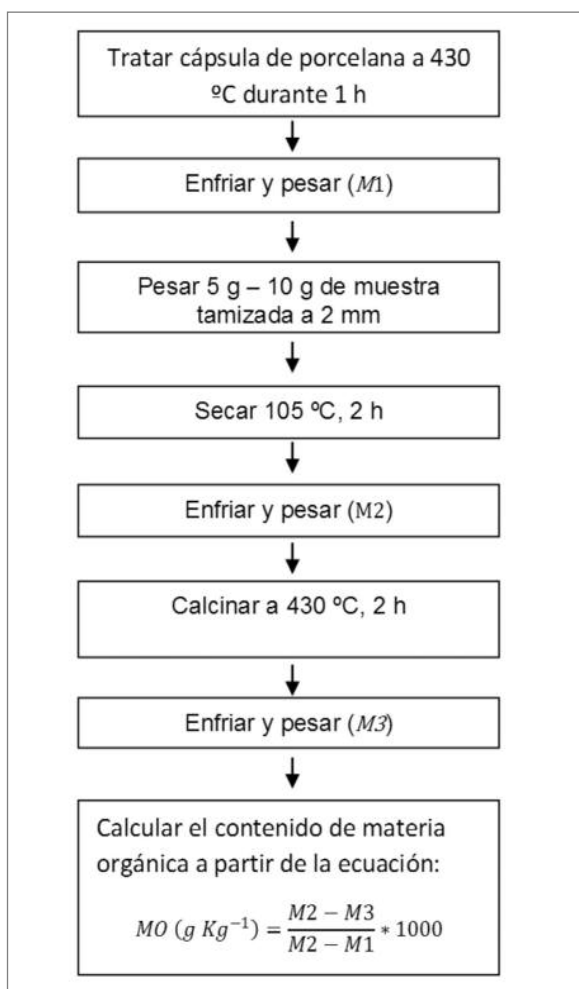 Tratar cápsula de porcelana a 430
ºC durante 1 h
Enfriar y pesar (M1)
Pesar 5 g – 10 g de muestra
tamizada a 2 mm
Secar 105 ºC, 2 h
Enfriar y pesar (M2)
Calcinar a 430 ºC, 2 h
Enfriar y pesar (M3)
Calcular el contenido de materia
orgánica a partir de la ecuación:
MO (g Kg⁻¹) = (M2 − M3)/(M2 − M1) * 1000